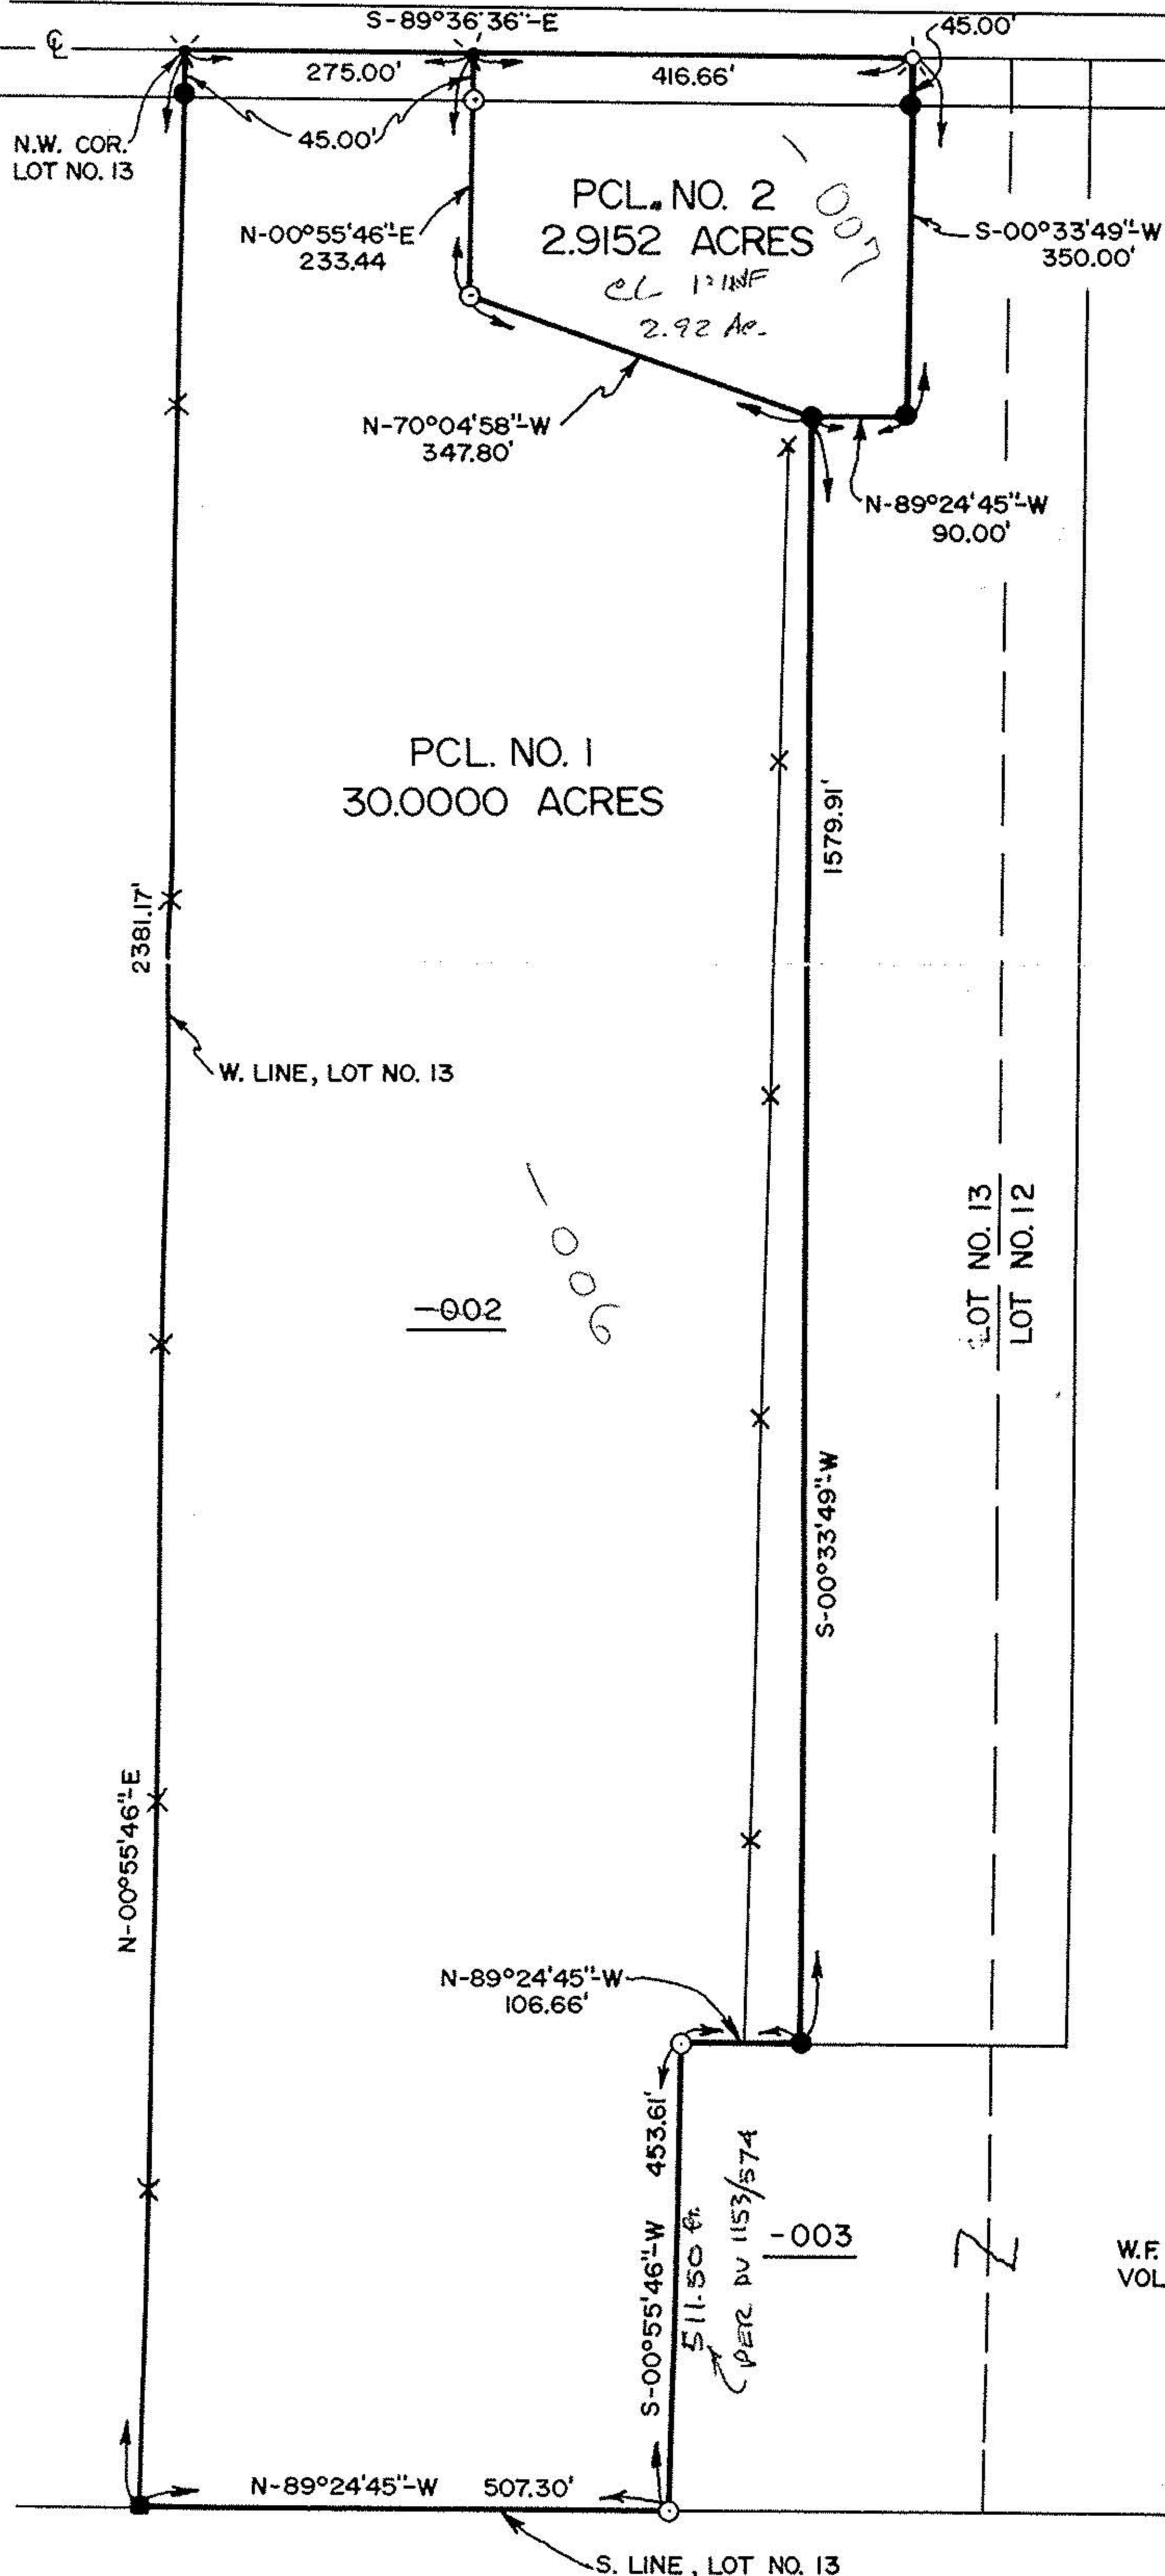 S-89°36'36"-E
45.00'
℄
275.00'
416.66'
N.W. COR.
LOT NO. 13
45.00'
PCL. NO. 2
2.9152 ACRES
2.92 Ac.
-007
N-00°55'46"-E
233.44
S-00°33'49"-W
350.00'
N-70°04'58"-W
347.80'
N-89°24'45"-W
90.00'
PCL. NO. 1
30.0000 ACRES
1579.91'
2381.17'
W. LINE, LOT NO. 13
-006
-002
LOT NO. 13
LOT NO. 12
S-00°33'49"-W
N-00°55'46"-E
N-89°24'45"-W
106.66'
S-00°55'46"-W 453.61'
511.50 ft.
PER DV 1153/574
-003
W.F.
VOL
N-89°24'45"-W 507.30'
S. LINE, LOT NO. 13